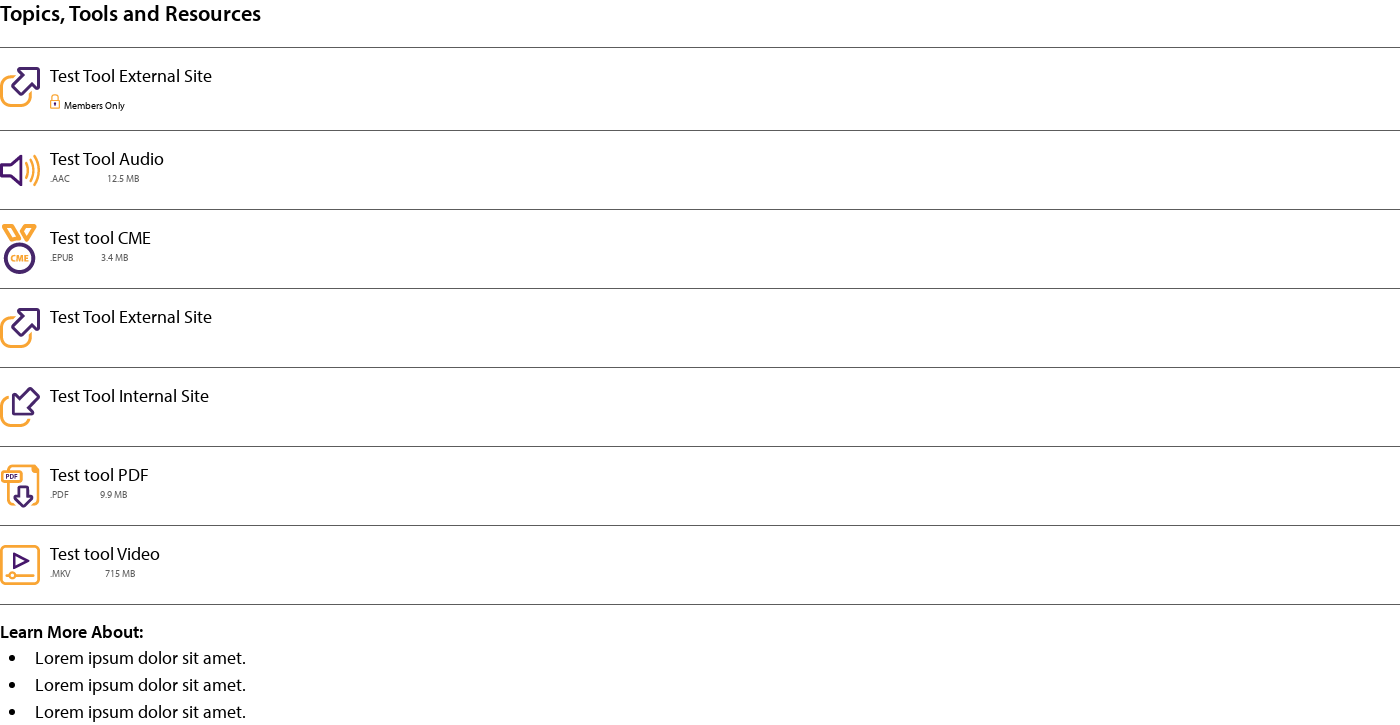 Topics, Tools and Resources
Test Tool External Site
Members Only
Test Tool Audio
.AAC 12.5 MB
CME
Test tool CME
.EPUB 3.4 MB
Test Tool External Site
Test Tool Internal Site
PDF
Test tool PDF
.PDF 9.9 MB
Test tool Video
.MKV 715 MB
Learn More About:
• Lorem ipsum dolor sit amet.
• Lorem ipsum dolor sit amet.
• Lorem ipsum dolor sit amet.